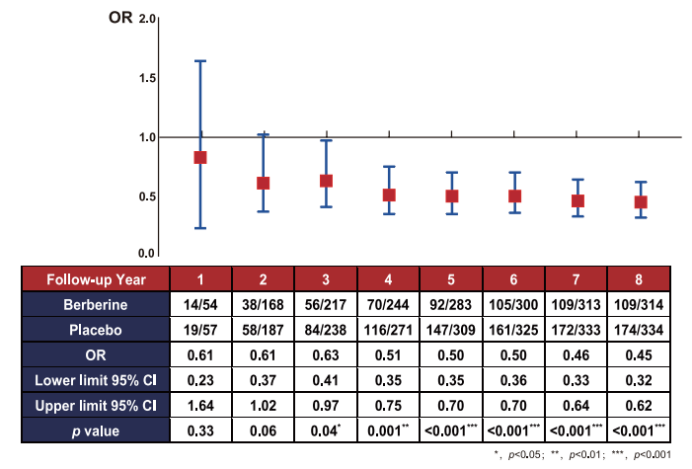 OR 2.0
1.5
1.0
0.5
0.0
Follow-up Year 1 2 3 4 5 6 7 8
Berberine 14/54 38/168 56/217 70/244 92/283 105/300 109/313 109/314
Placebo 19/57 58/187 84/238 116/271 147/309 161/325 172/333 174/334
OR 0.61 0.61 0.63 0.51 0.50 0.50 0.46 0.45
Lower limit 95% CI 0.23 0.37 0.41 0.35 0.35 0.36 0.33 0.32
Upper limit 95% CI 1.64 1.02 0.97 0.75 0.70 0.70 0.64 0.62
p value 0.33 0.06 0.04* 0.001** <0.001*** <0.001*** <0.001*** <0.001***
*, p<0.05; **, p<0.01; ***, p<0.001